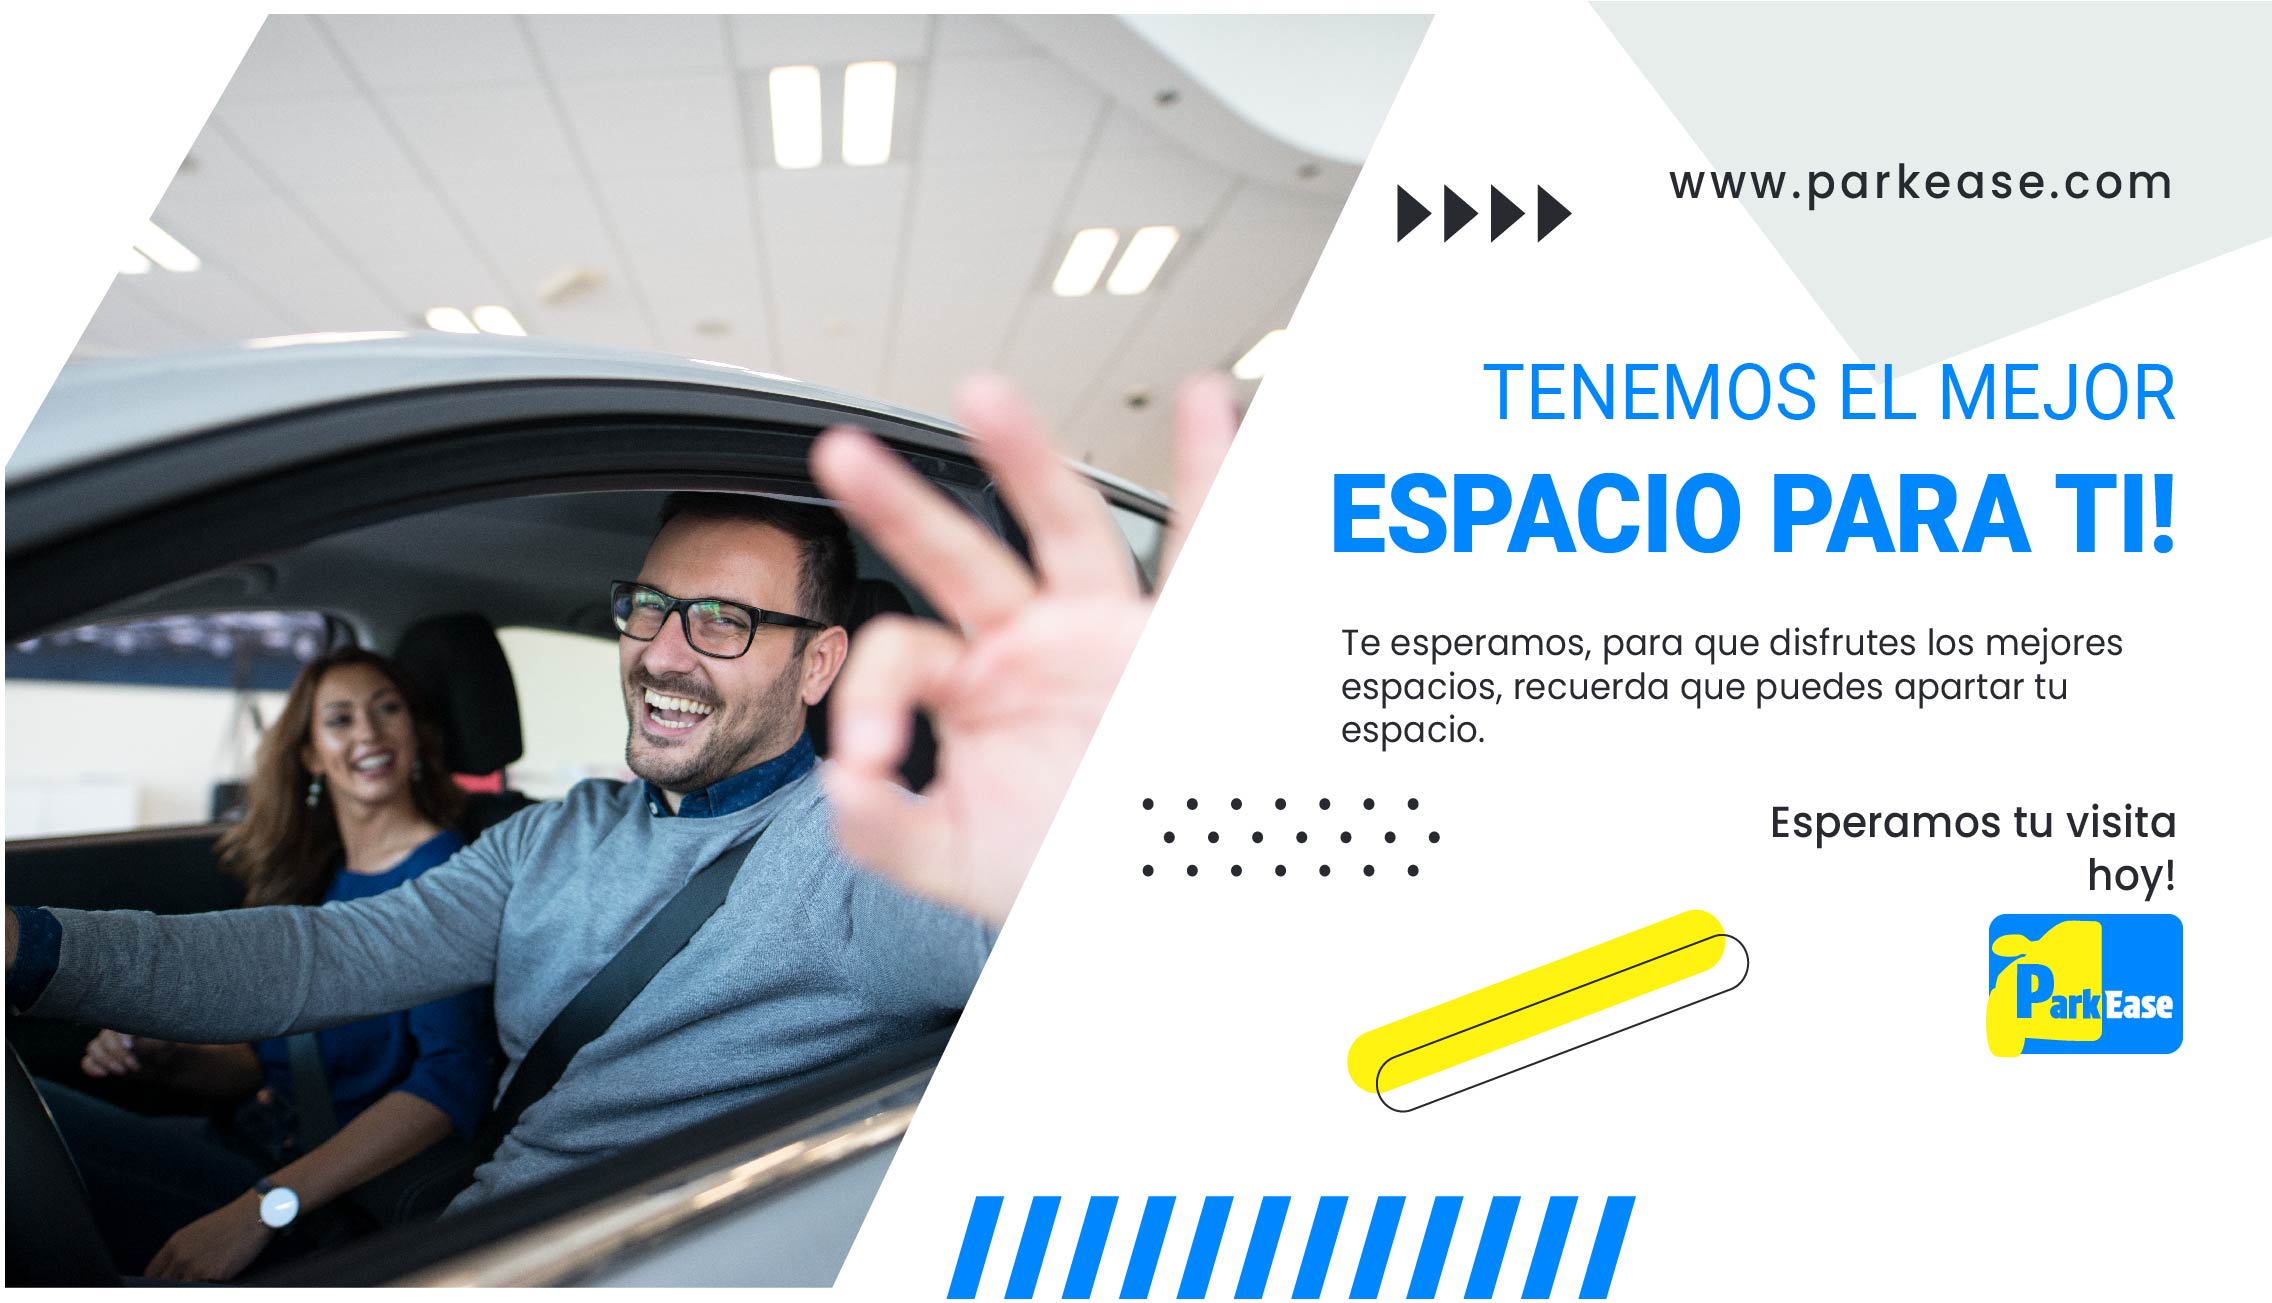 www.parkease.com
TENEMOS EL MEJOR
ESPACIO PARA TI!
Te esperamos, para que disfrutes los mejores
espacios, recuerda que puedes apartar tu
espacio.
Esperamos tu visita
hoy!
ParkEase